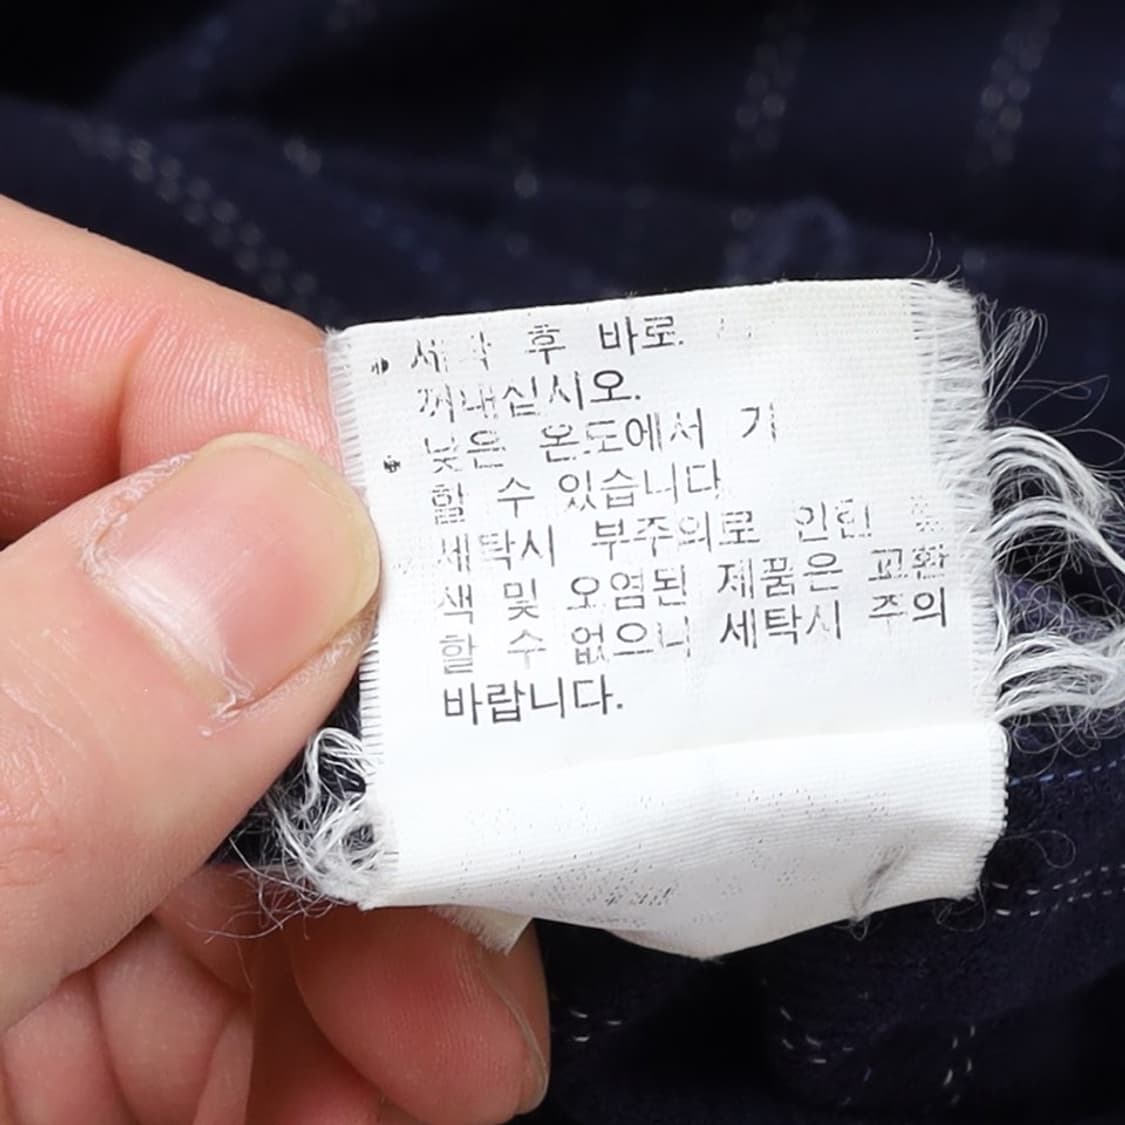 • 세탁 후 바로
꺼내십시오.
• 낮은 온도에서
할 수 있습니다
세탁시 부주의로 인한
색 및 오염된 제품은 교환
할 수 없으니 세탁시 주의
바랍니다.